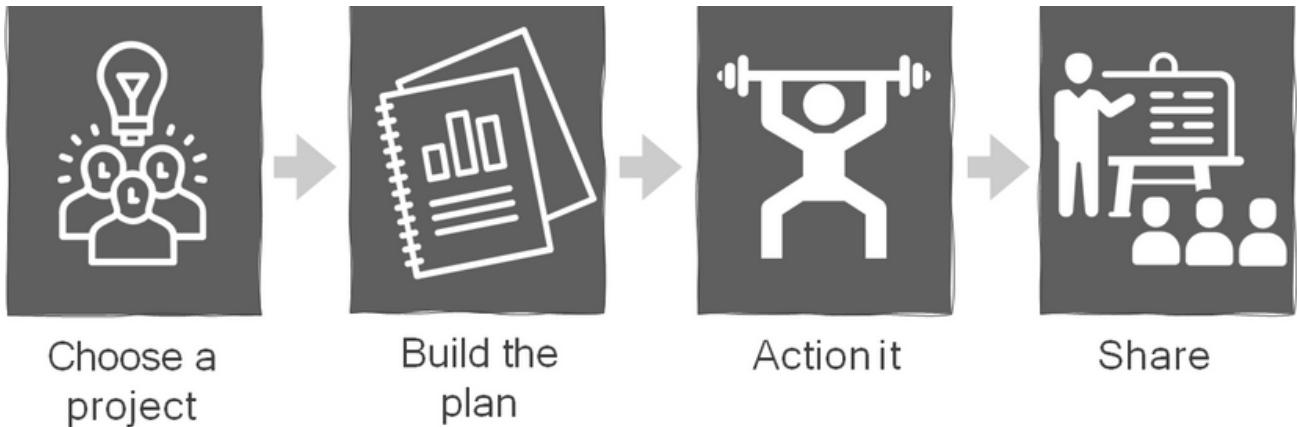 Choose a
project
Build the
plan
Action it
Share